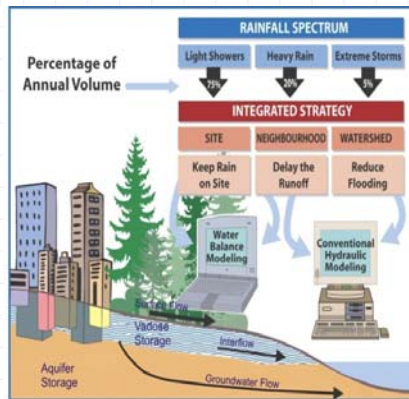 RAINFALL SPECTRUM
Percentage of
Annual Volume
Light Showers
Heavy Rain
Extreme Storms
75%
20%
5%
INTEGRATED STRATEGY
SITE
NEIGHBOURHOOD
WATERSHED
Keep Rain
on Site
Delay the
Runoff
Reduce
Flooding
Water
Balance
Modeling
Conventional
Hydraulic
Modeling
Surface Flow
Vadose
Storage
Interflow
Aquifer
Storage
Groundwater Flow